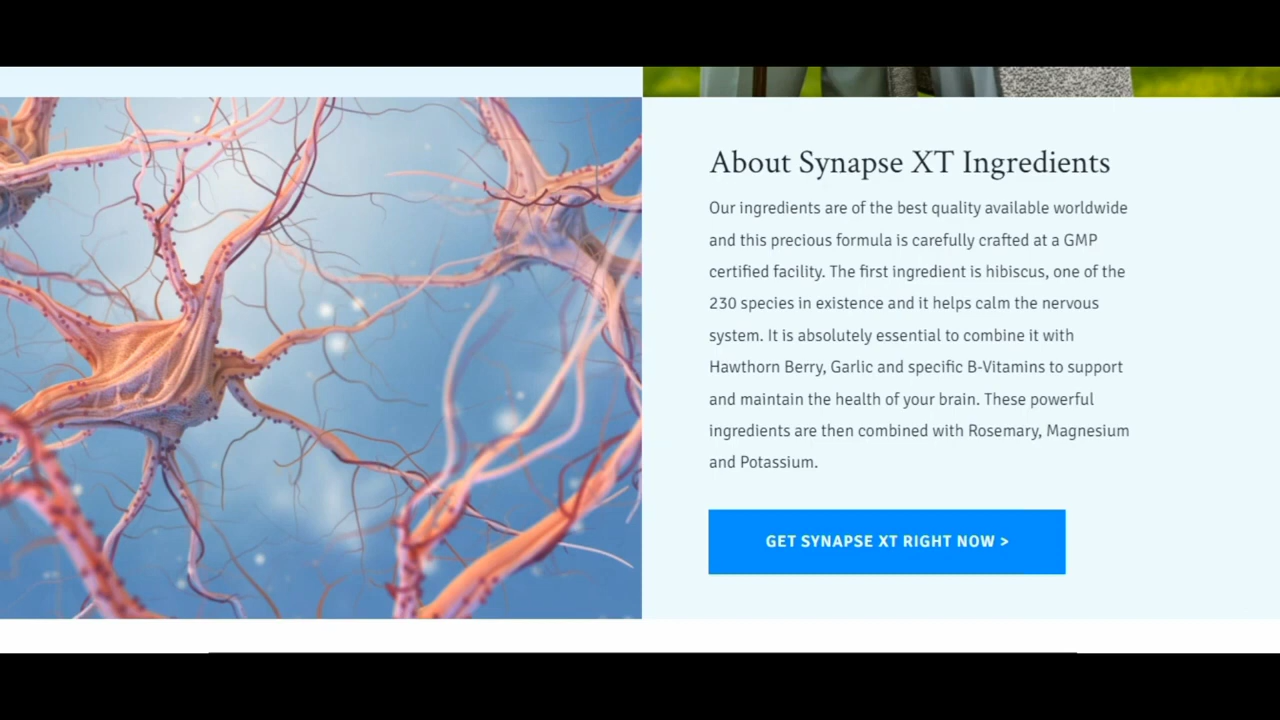 About Synapse XT Ingredients
Our ingredients are of the best quality available worldwide
and this precious formula is carefully crafted at a GMP
certified facility. The first ingredient is hibiscus, one of the
230 species in existence and it helps calm the nervous
system. It is absolutely essential to combine it with
Hawthorn Berry, Garlic and specific B-Vitamins to support
and maintain the health of your brain. These powerful
ingredients are then combined with Rosemary, Magnesium
and Potassium.
GET SYNAPSE XT RIGHT NOW >